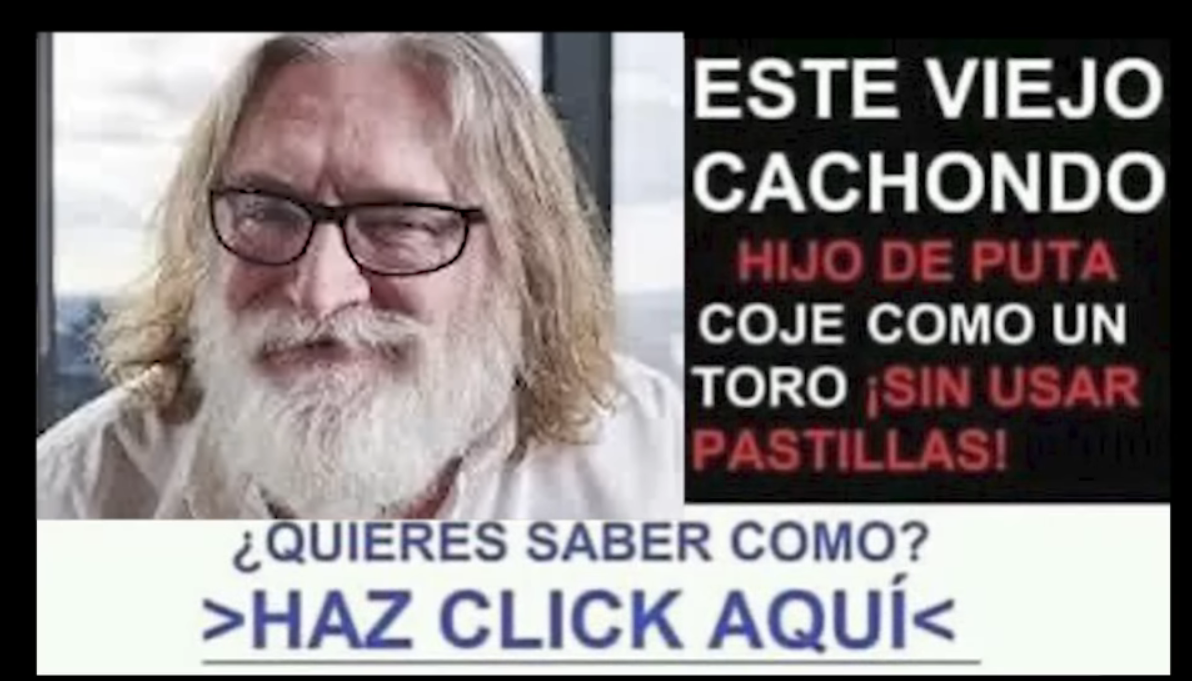 ESTE VIEJO
CACHONDO
HIJO DE PUTA
COJE COMO UN
TORO ¡SIN USAR
PASTILLAS!
¿QUIERES SABER COMO?
>HAZ CLICK AQUÍ<